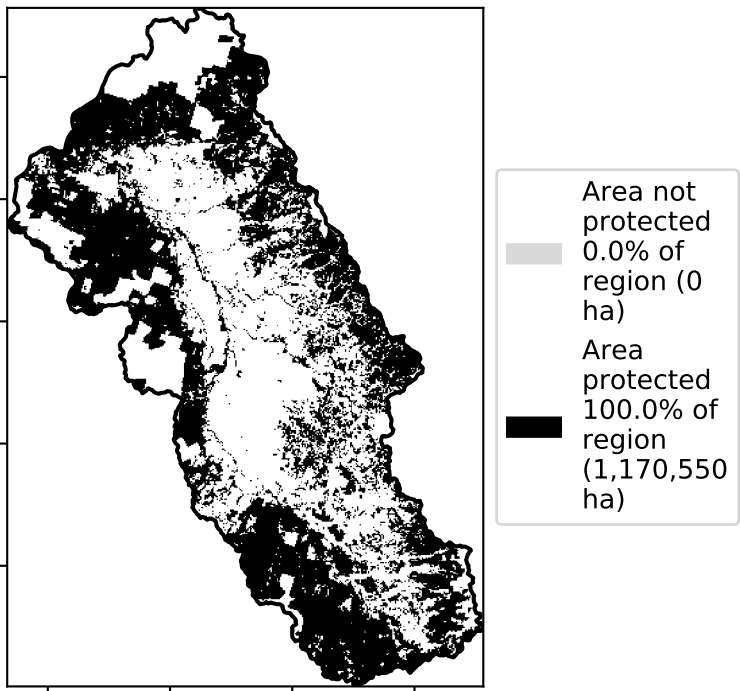 Area not
protected
0.0% of
region (0
ha)
Area
protected
100.0% of
region
(1,170,550
ha)